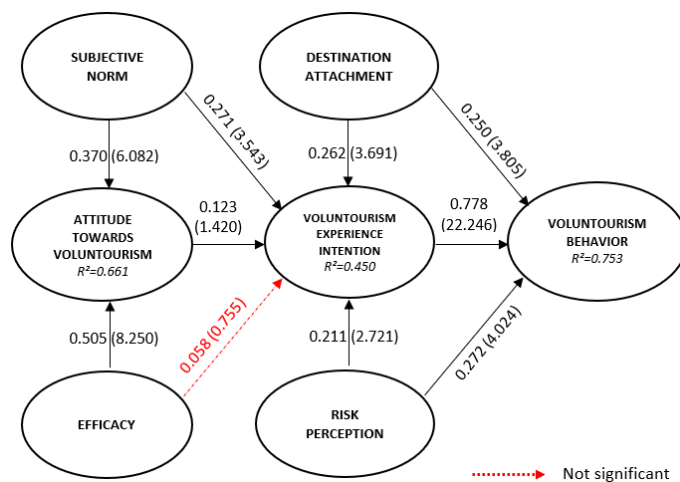 SUBJECTIVE
NORM
DESTINATION
ATTACHMENT
0.271 (3.543)
0.250 (3.805)
0.370 (6.082)
0.262 (3.691)
ATTITUDE
TOWARDS
VOLUNTOURISM
R²=0.661
0.123
(1.420)
VOLUNTOURISM
EXPERIENCE
INTENTION
R²=0.450
0.778
(22.246)
VOLUNTOURISM
BEHAVIOR
R²=0.753
0.505 (8.250)
0.058 (0.755)
0.211 (2.721)
0.272 (4.024)
EFFICACY
RISK
PERCEPTION
Not significant